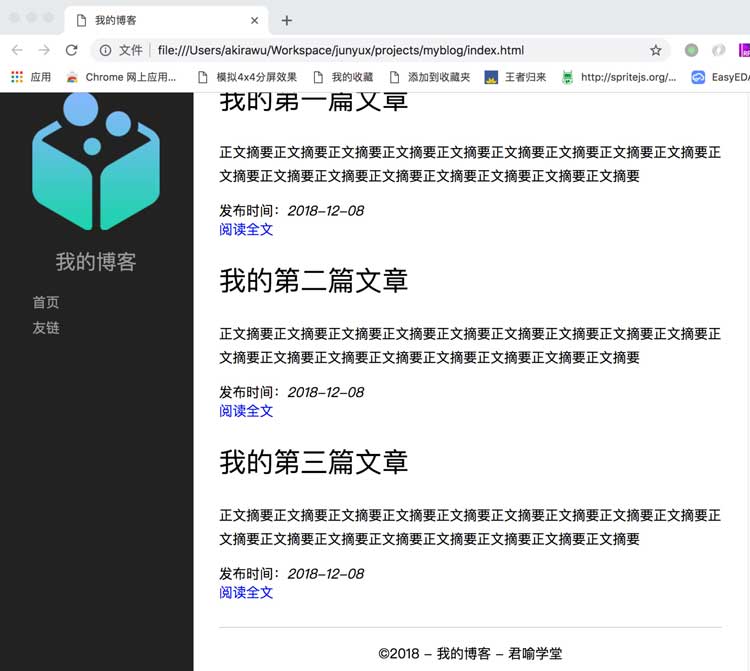 我的博客
文件 file:///Users/akirawu/Workspace/junyux/projects/myblog/index.html
应用 Chrome 网上应用... 模拟4x4分屏效果 我的收藏 添加到收藏夹 王者归来 http://spritejs.org/... EasyEDA
我的第一篇文章
正文摘要正文摘要正文摘要正文摘要正文摘要正文摘要正文摘要正文摘要正文摘要正
文摘要正文摘要正文摘要正文摘要正文摘要正文摘要正文摘要正文摘要
发布时间：2018-12-08
阅读全文
我的博客
首页
友链
我的第二篇文章
正文摘要正文摘要正文摘要正文摘要正文摘要正文摘要正文摘要正文摘要正文摘要正
文摘要正文摘要正文摘要正文摘要正文摘要正文摘要正文摘要正文摘要
发布时间：2018-12-08
阅读全文
我的第三篇文章
正文摘要正文摘要正文摘要正文摘要正文摘要正文摘要正文摘要正文摘要正文摘要正
文摘要正文摘要正文摘要正文摘要正文摘要正文摘要正文摘要正文摘要
发布时间：2018-12-08
阅读全文
©2018 – 我的博客 – 君喻学堂